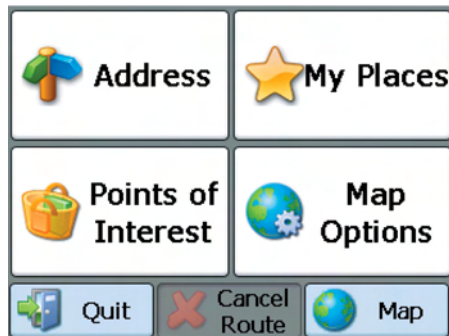 Address
My Places
Points of
Interest
Map
Options
Quit
Cancel
Route
Map